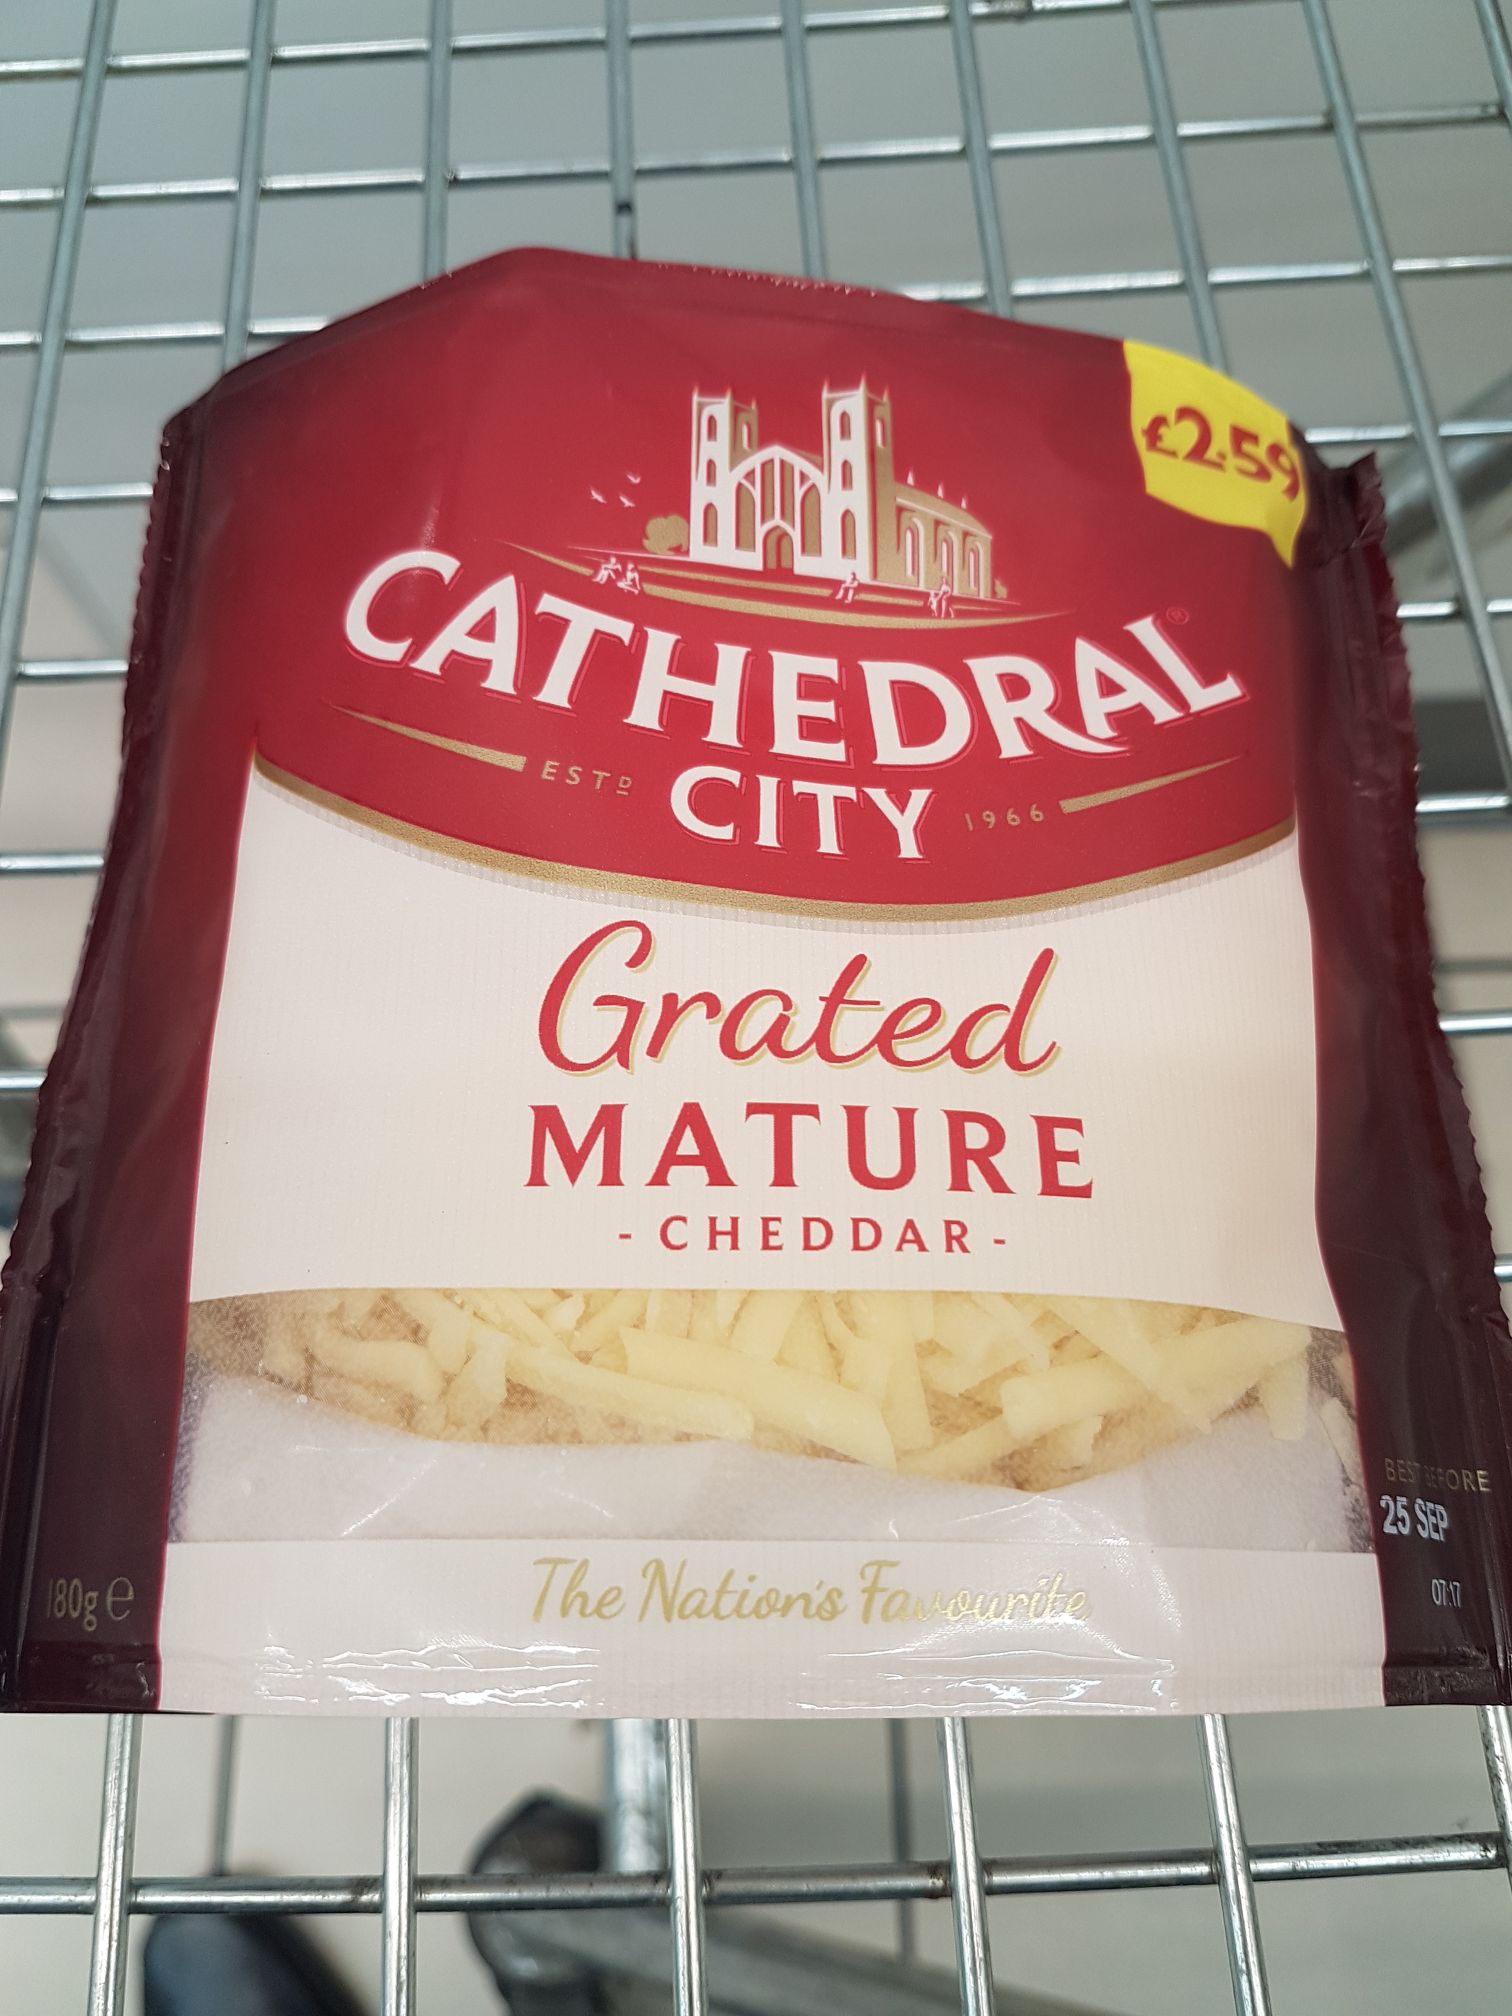 £2.59
CATHEDRAL®
ESTD CITY 1966
Grated
MATURE
- CHEDDAR -
BEST BEFORE
25 SEP
07:17
180g e
The Nation's Favourite